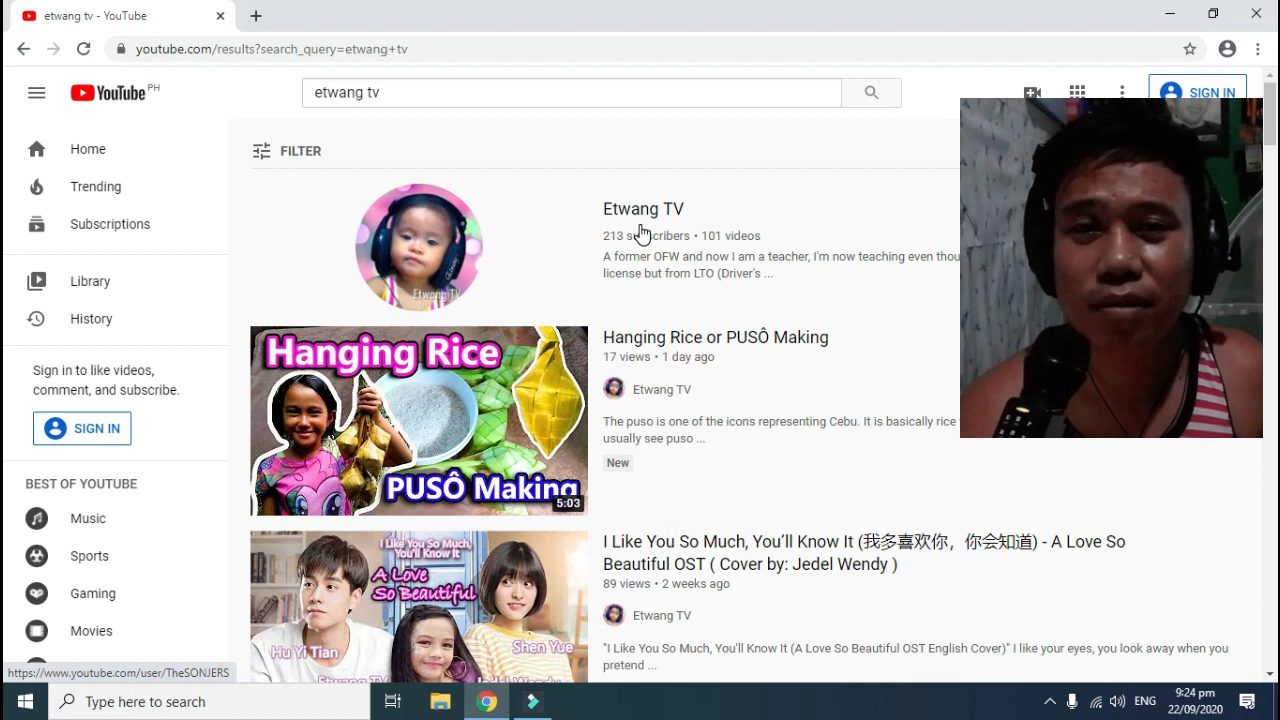 etwang tv - YouTube
youtube.com/results?search_query=etwang+tv
YouTube PH
etwang tv
SIGN IN
Home
Trending
Subscriptions
Library
History
Sign in to like videos,
comment, and subscribe.
SIGN IN
BEST OF YOUTUBE
Music
Sports
Gaming
Movies
FILTER
Etwang TV
Etwang TV
213 subscribers • 101 videos
A former OFW and now I am a teacher, I'm now teaching even
license but from LTO (Driver's ...
Hanging Rice
PUSÔ Making
5:03
Hanging Rice or PUSÔ Making
17 views • 1 day ago
Etwang TV
The puso is one of the icons representing Cebu. It is basically rice
usually see puso ...
New
I Like You So Much,
You'll Know It
A Love
So Beautiful
Hu Yi Tian
Shen Yue
Etwang TV
Jedel Wendy
I Like You So Much, You'll Know It (我多喜欢你，你会知道) - A Love So
Beautiful OST ( Cover by: Jedel Wendy )
89 views • 2 weeks ago
Etwang TV
"I Like You So Much, You'll Know It (A Love So Beautiful OST English Cover)" I like your eyes, you look away when you
pretend ...
https://www.youtube.com/user/TheSONJERS
Type here to search
ENG
9:24 pm
22/09/2020